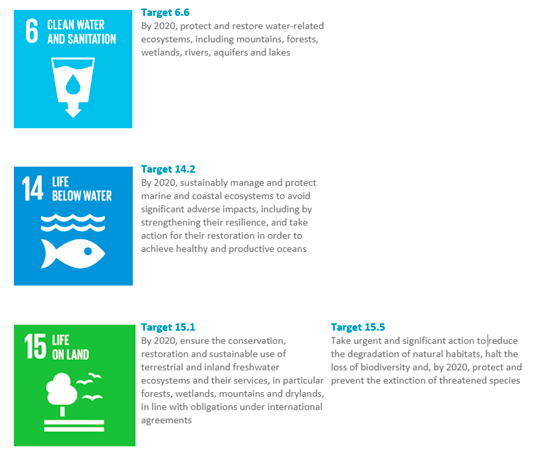 6 CLEAN WATER
AND SANITATION
Target 6.6
By 2020, protect and restore water-related
ecosystems, including mountains, forests,
wetlands, rivers, aquifers and lakes
14 LIFE
BELOW WATER
Target 14.2
By 2020, sustainably manage and protect
marine and coastal ecosystems to avoid
significant adverse impacts, including by
strengthening their resilience, and take
action for their restoration in order to
achieve healthy and productive oceans
15 LIFE
ON LAND
Target 15.1
By 2020, ensure the conservation,
restoration and sustainable use of
terrestrial and inland freshwater
ecosystems and their services, in particular
forests, wetlands, mountains and drylands,
in line with obligations under international
agreements
Target 15.5
Take urgent and significant action to reduce
the degradation of natural habitats, halt the
loss of biodiversity and, by 2020, protect and
prevent the extinction of threatened species